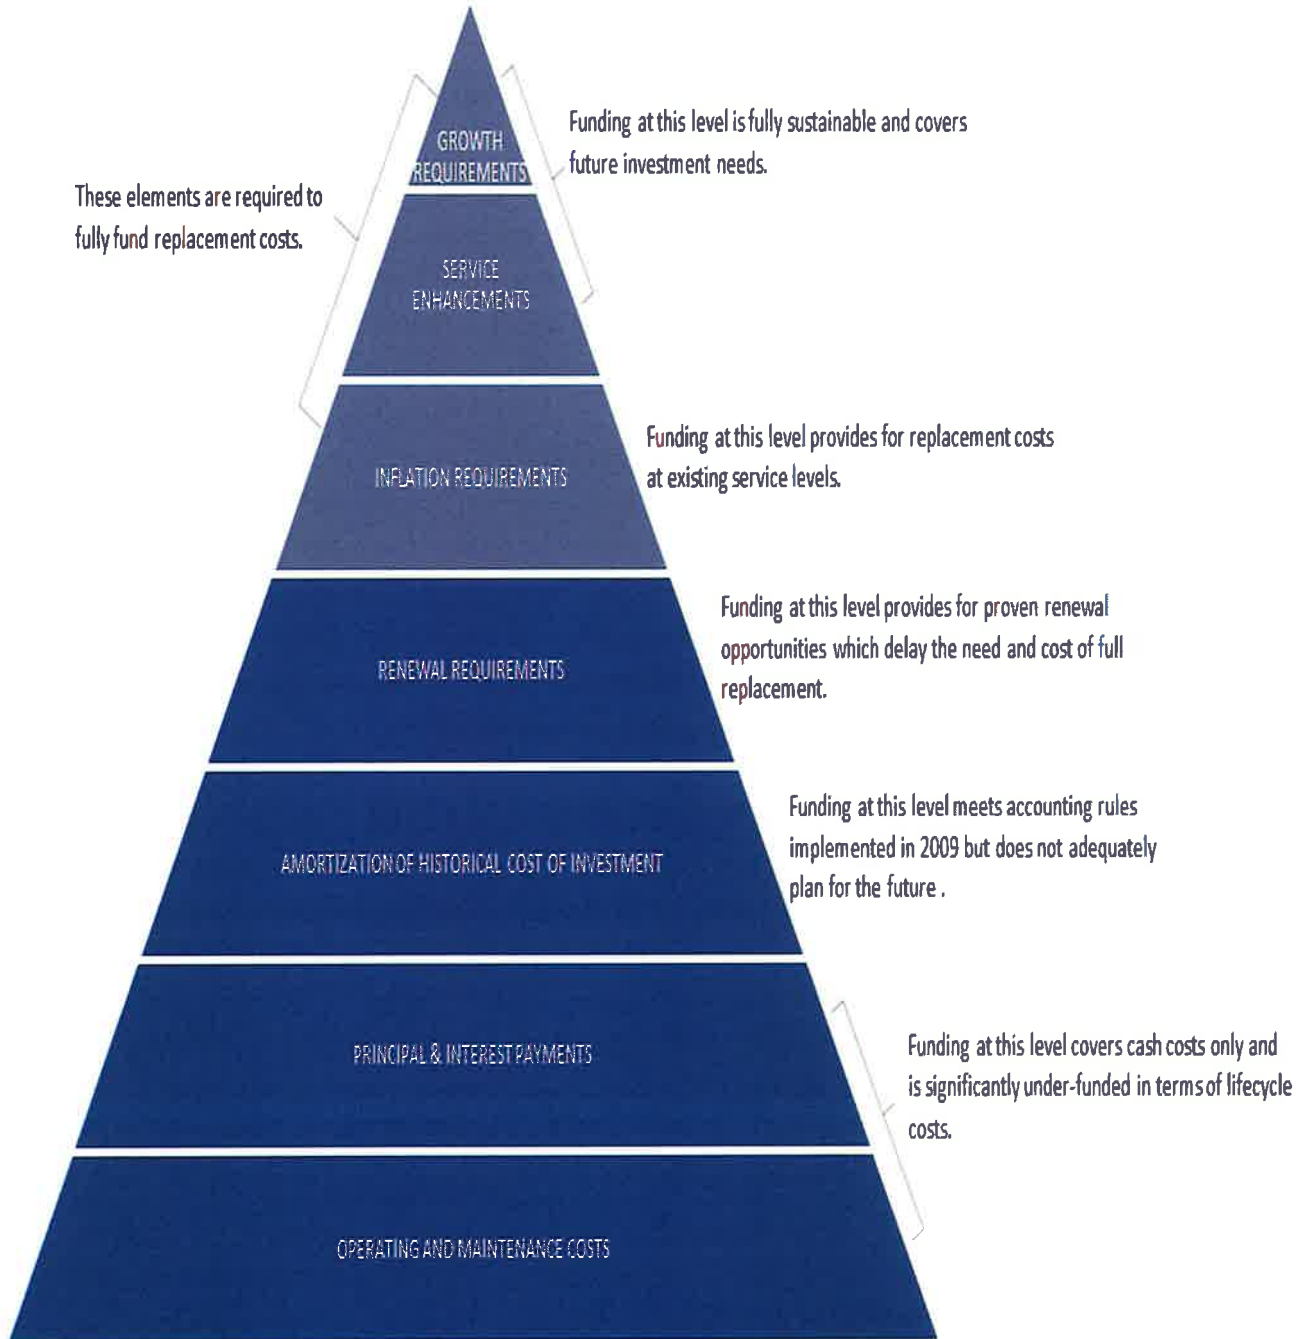 GROWTH
REQUIREMENTS
Funding at this level is fully sustainable and covers
future investment needs.
These elements are required to
fully fund replacement costs.
SERVICE
ENHANCEMENTS
INFLATION REQUIREMENTS
Funding at this level provides for replacement costs
at existing service levels.
RENEWAL REQUIREMENTS
Funding at this level provides for proven renewal
opportunities which delay the need and cost of full
replacement.
AMORTIZATION OF HISTORICAL COST OF INVESTMENT
Funding at this level meets accounting rules
implemented in 2009 but does not adequately
plan for the future .
PRINCIPAL & INTEREST PAYMENTS
Funding at this level covers cash costs only and
is significantly under-funded in terms of lifecycle
costs.
OPERATING AND MAINTENANCE COSTS